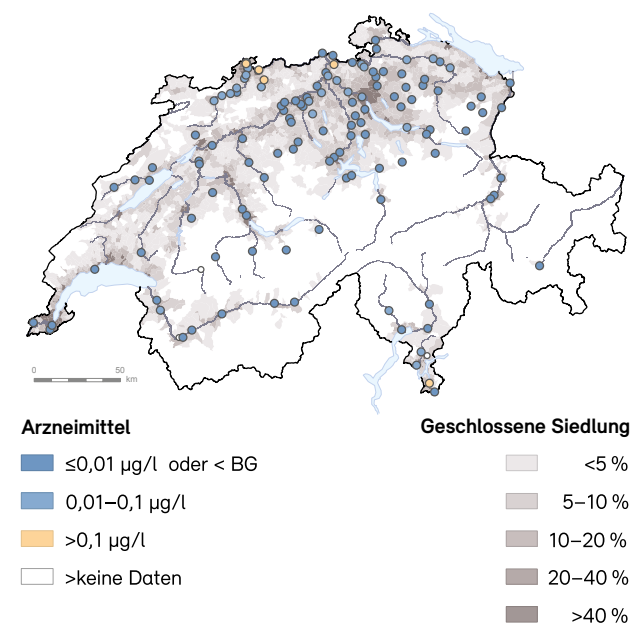 0 50
km
Arzneimittel
≤0,01 µg/l oder < BG
0,01–0,1 µg/l
>0,1 µg/l
>keine Daten
Geschlossene Siedlung
<5 %
5–10 %
10–20 %
20–40 %
>40 %